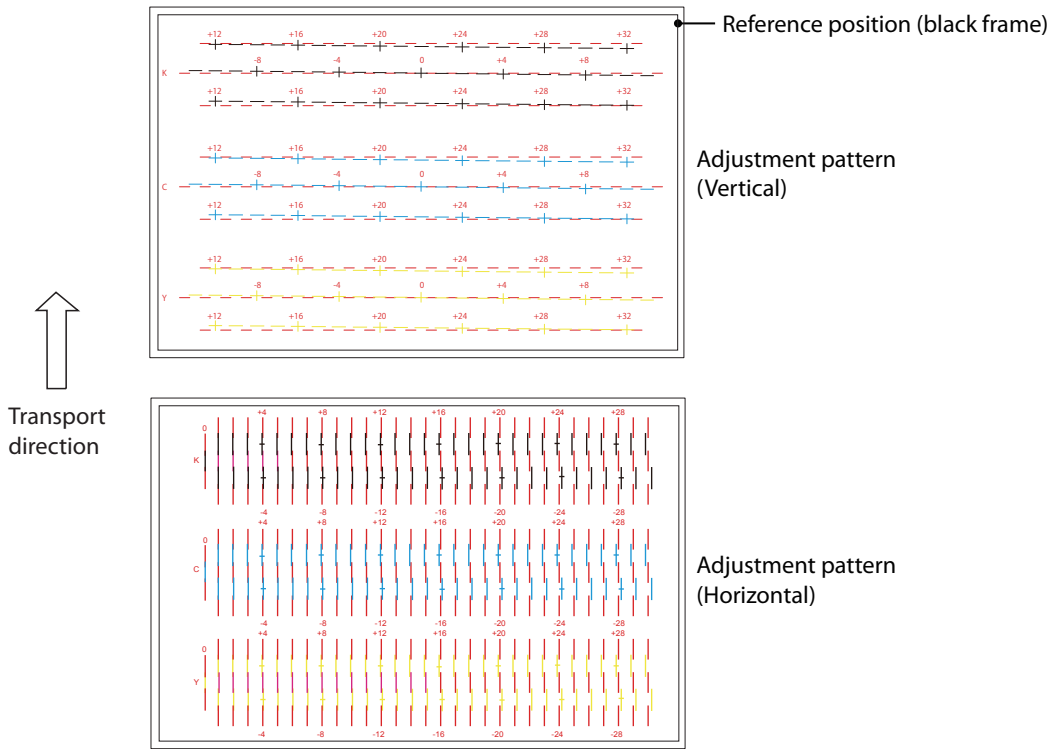 Reference position (black frame)
+12 +16 +20 +24 +28 +32
K -8 -4 0 +4 +8
+12 +16 +20 +24 +28 +32
+12 +16 +20 +24 +28 +32
C -8 -4 0 +4 +8
+12 +16 +20 +24 +28 +32
+12 +16 +20 +24 +28 +32
Y -8 -4 0 +4 +8
+12 +16 +20 +24 +28 +32
Adjustment pattern
(Vertical)
Transport
direction
+4 +8 +12 +16 +20 +24 +28
0
K
-4 -8 -12 -16 -20 -24 -28
+4 +8 +12 +16 +20 +24 +28
0
C
-4 -8 -12 -16 -20 -24 -28
+4 +8 +12 +16 +20 +24 +28
0
Y
-4 -8 -12 -16 -20 -24 -28
Adjustment pattern
(Horizontal)